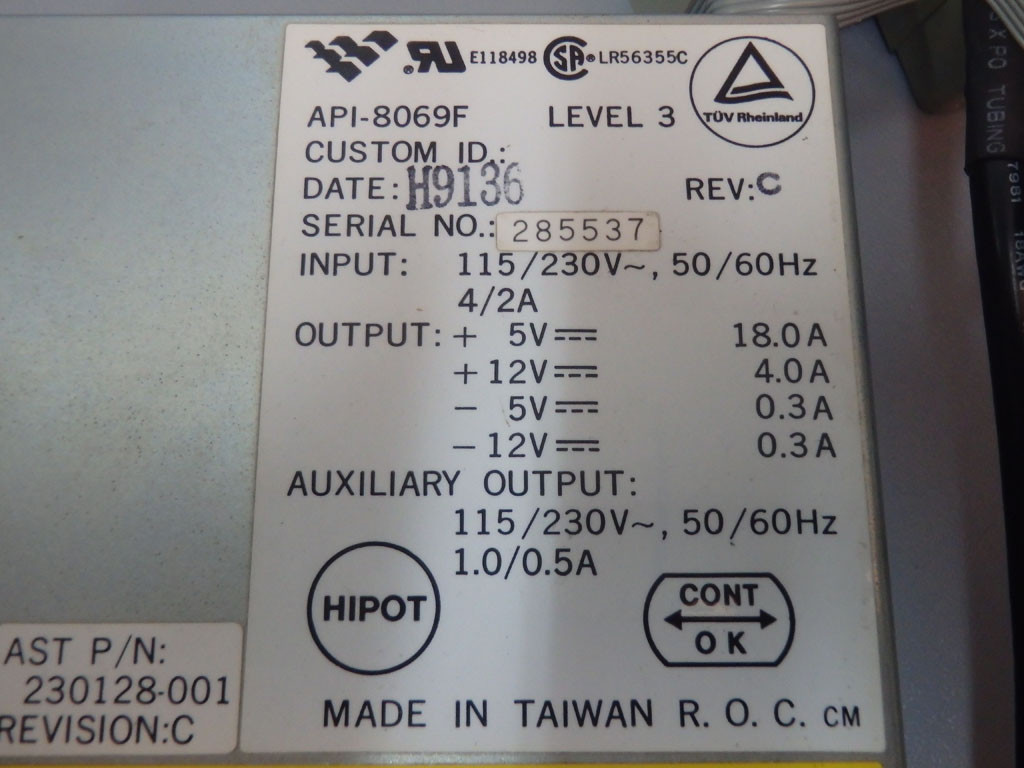 E118498 SA® LR56355C
API-8069F LEVEL 3
TÜV Rheinland
CUSTOM ID.:
DATE: H9136 REV:C
SERIAL NO.: 285537
INPUT: 115/230V~, 50/60Hz
4/2A
OUTPUT: + 5V⎓ 18.0A
+ 12V⎓ 4.0A
− 5V⎓ 0.3A
− 12V⎓ 0.3A
AUXILIARY OUTPUT:
115/230V~, 50/60Hz
1.0/0.5A
HIPOT
CONT
OK
MADE IN TAIWAN R. O. C. CM
AST P/N:
230128-001
REVISION:C
TUBING